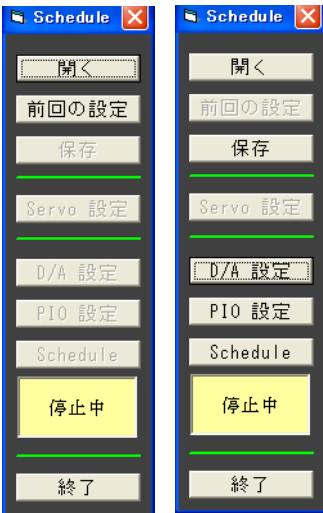 Schedule
開く
前回の設定
保存
Servo 設定
D/A 設定
PIO 設定
Schedule
停止中
終了
Schedule
開く
前回の設定
保存
Servo 設定
D/A 設定
PIO 設定
Schedule
停止中
終了